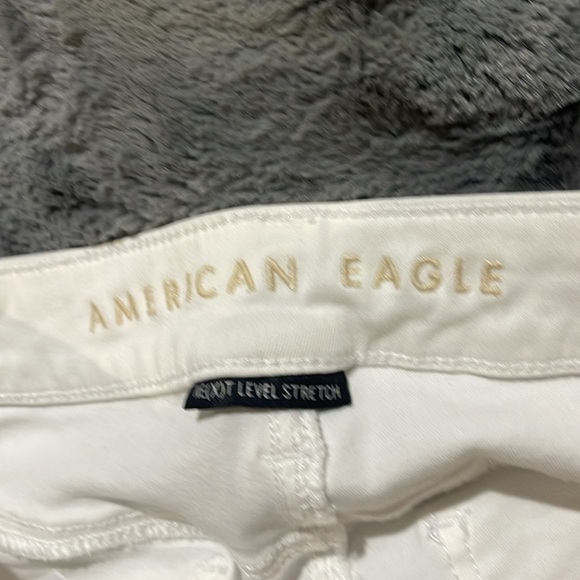 AMERICAN EAGLE
NE(X)T LEVEL STRETCH